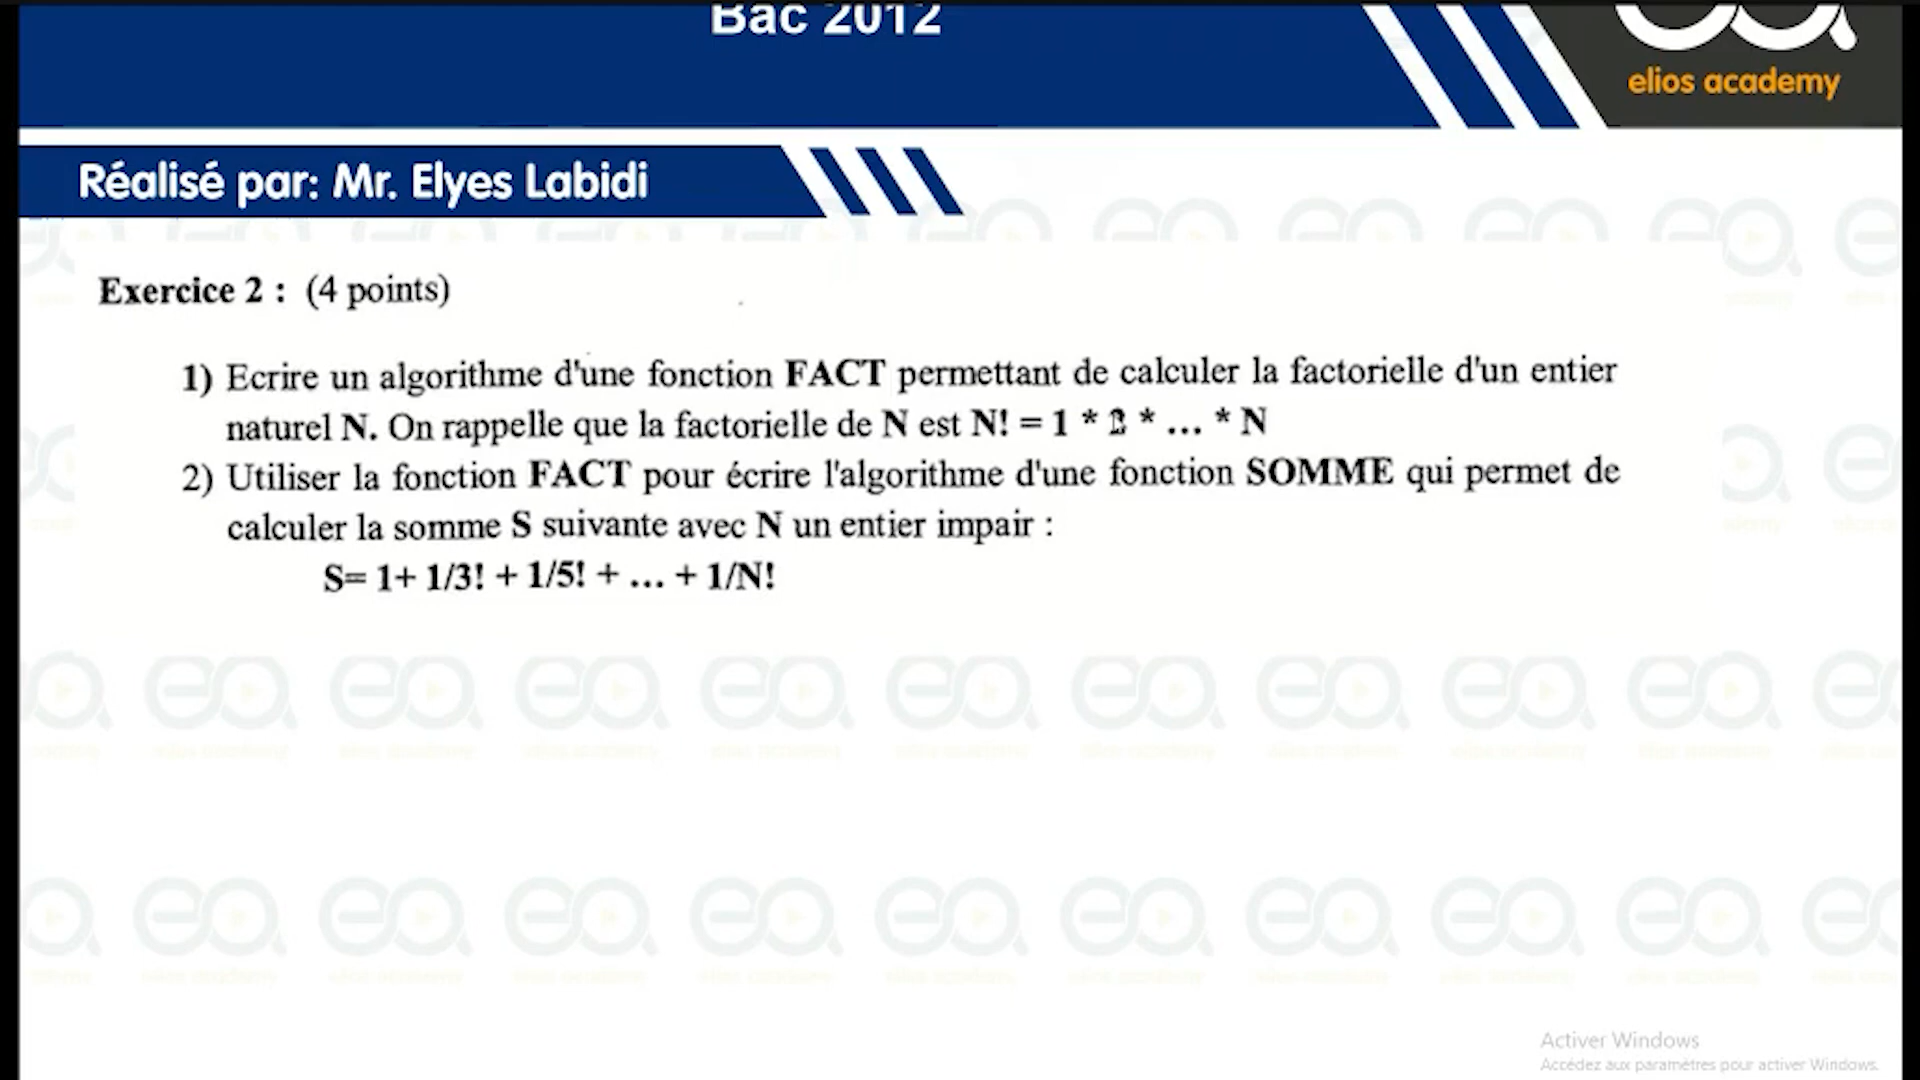 Bac 2012
elios academy
Réalisé par: Mr. Elyes Labidi
Exercice 2 : (4 points)
1) Ecrire un algorithme d'une fonction FACT permettant de calculer la factorielle d'un entier
naturel N. On rappelle que la factorielle de N est N! = 1 * 2 * ... * N
2) Utiliser la fonction FACT pour écrire l'algorithme d'une fonction SOMME qui permet de
calculer la somme S suivante avec N un entier impair :
S= 1+ 1/3! + 1/5! + ... + 1/N!
Activer Windows
Accédez aux paramètres pour activer Windows.